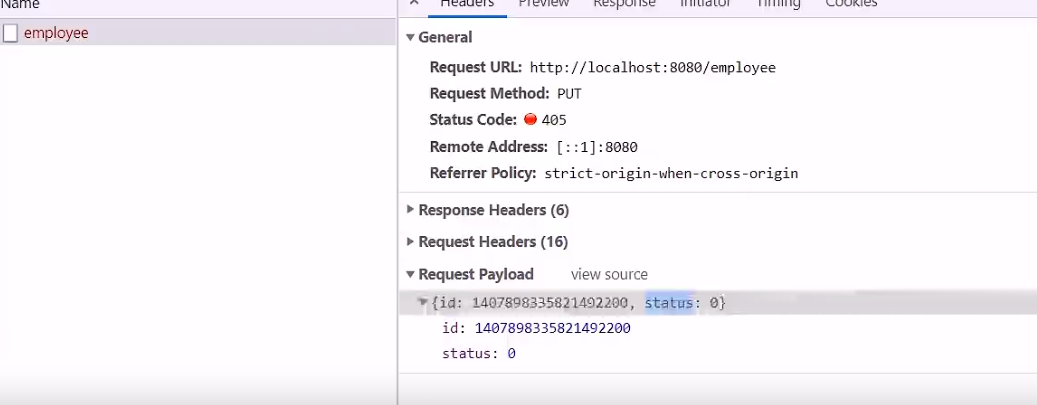 Name
× Headers Preview Response Initiator Timing Cookies
employee
General
Request URL: http://localhost:8080/employee
Request Method: PUT
Status Code: 405
Remote Address: [::1]:8080
Referrer Policy: strict-origin-when-cross-origin
Response Headers (6)
Request Headers (16)
Request Payload view source
{id: 1407898335821492200, status: 0}
id: 1407898335821492200
status: 0